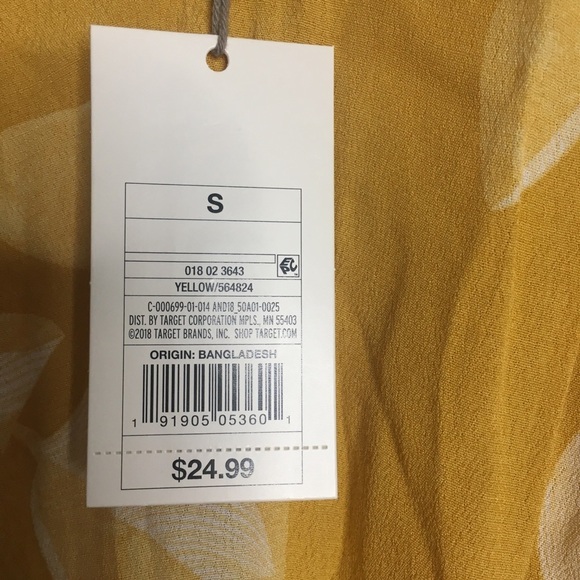 S
018 02 3643
YELLOW/564824
C-000699-01-014 AND18_50A01-0025
DIST. BY TARGET CORPORATION MPLS., MN 55403
©2018 TARGET BRANDS, INC. SHOP TARGET.COM
ORIGIN: BANGLADESH
1 91905 05360 1
$24.99